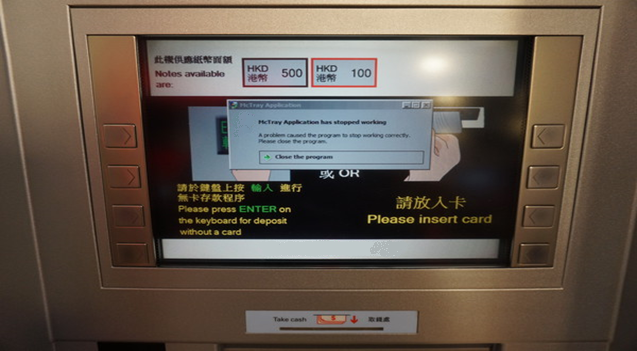 此機供應紙幣面額
Notes available
are:
HKD
港幣 500
HKD
港幣 100
McTray Application
McTray Application has stopped working
A problem caused the program to stop working correctly.
Please close the program.
Close the program
或 OR
請於鍵盤上按 輸入 進行
無卡存款程序
Please press ENTER on
the keyboard for deposit
without a card
請放入卡
Please insert card
Take cash 取鈔處